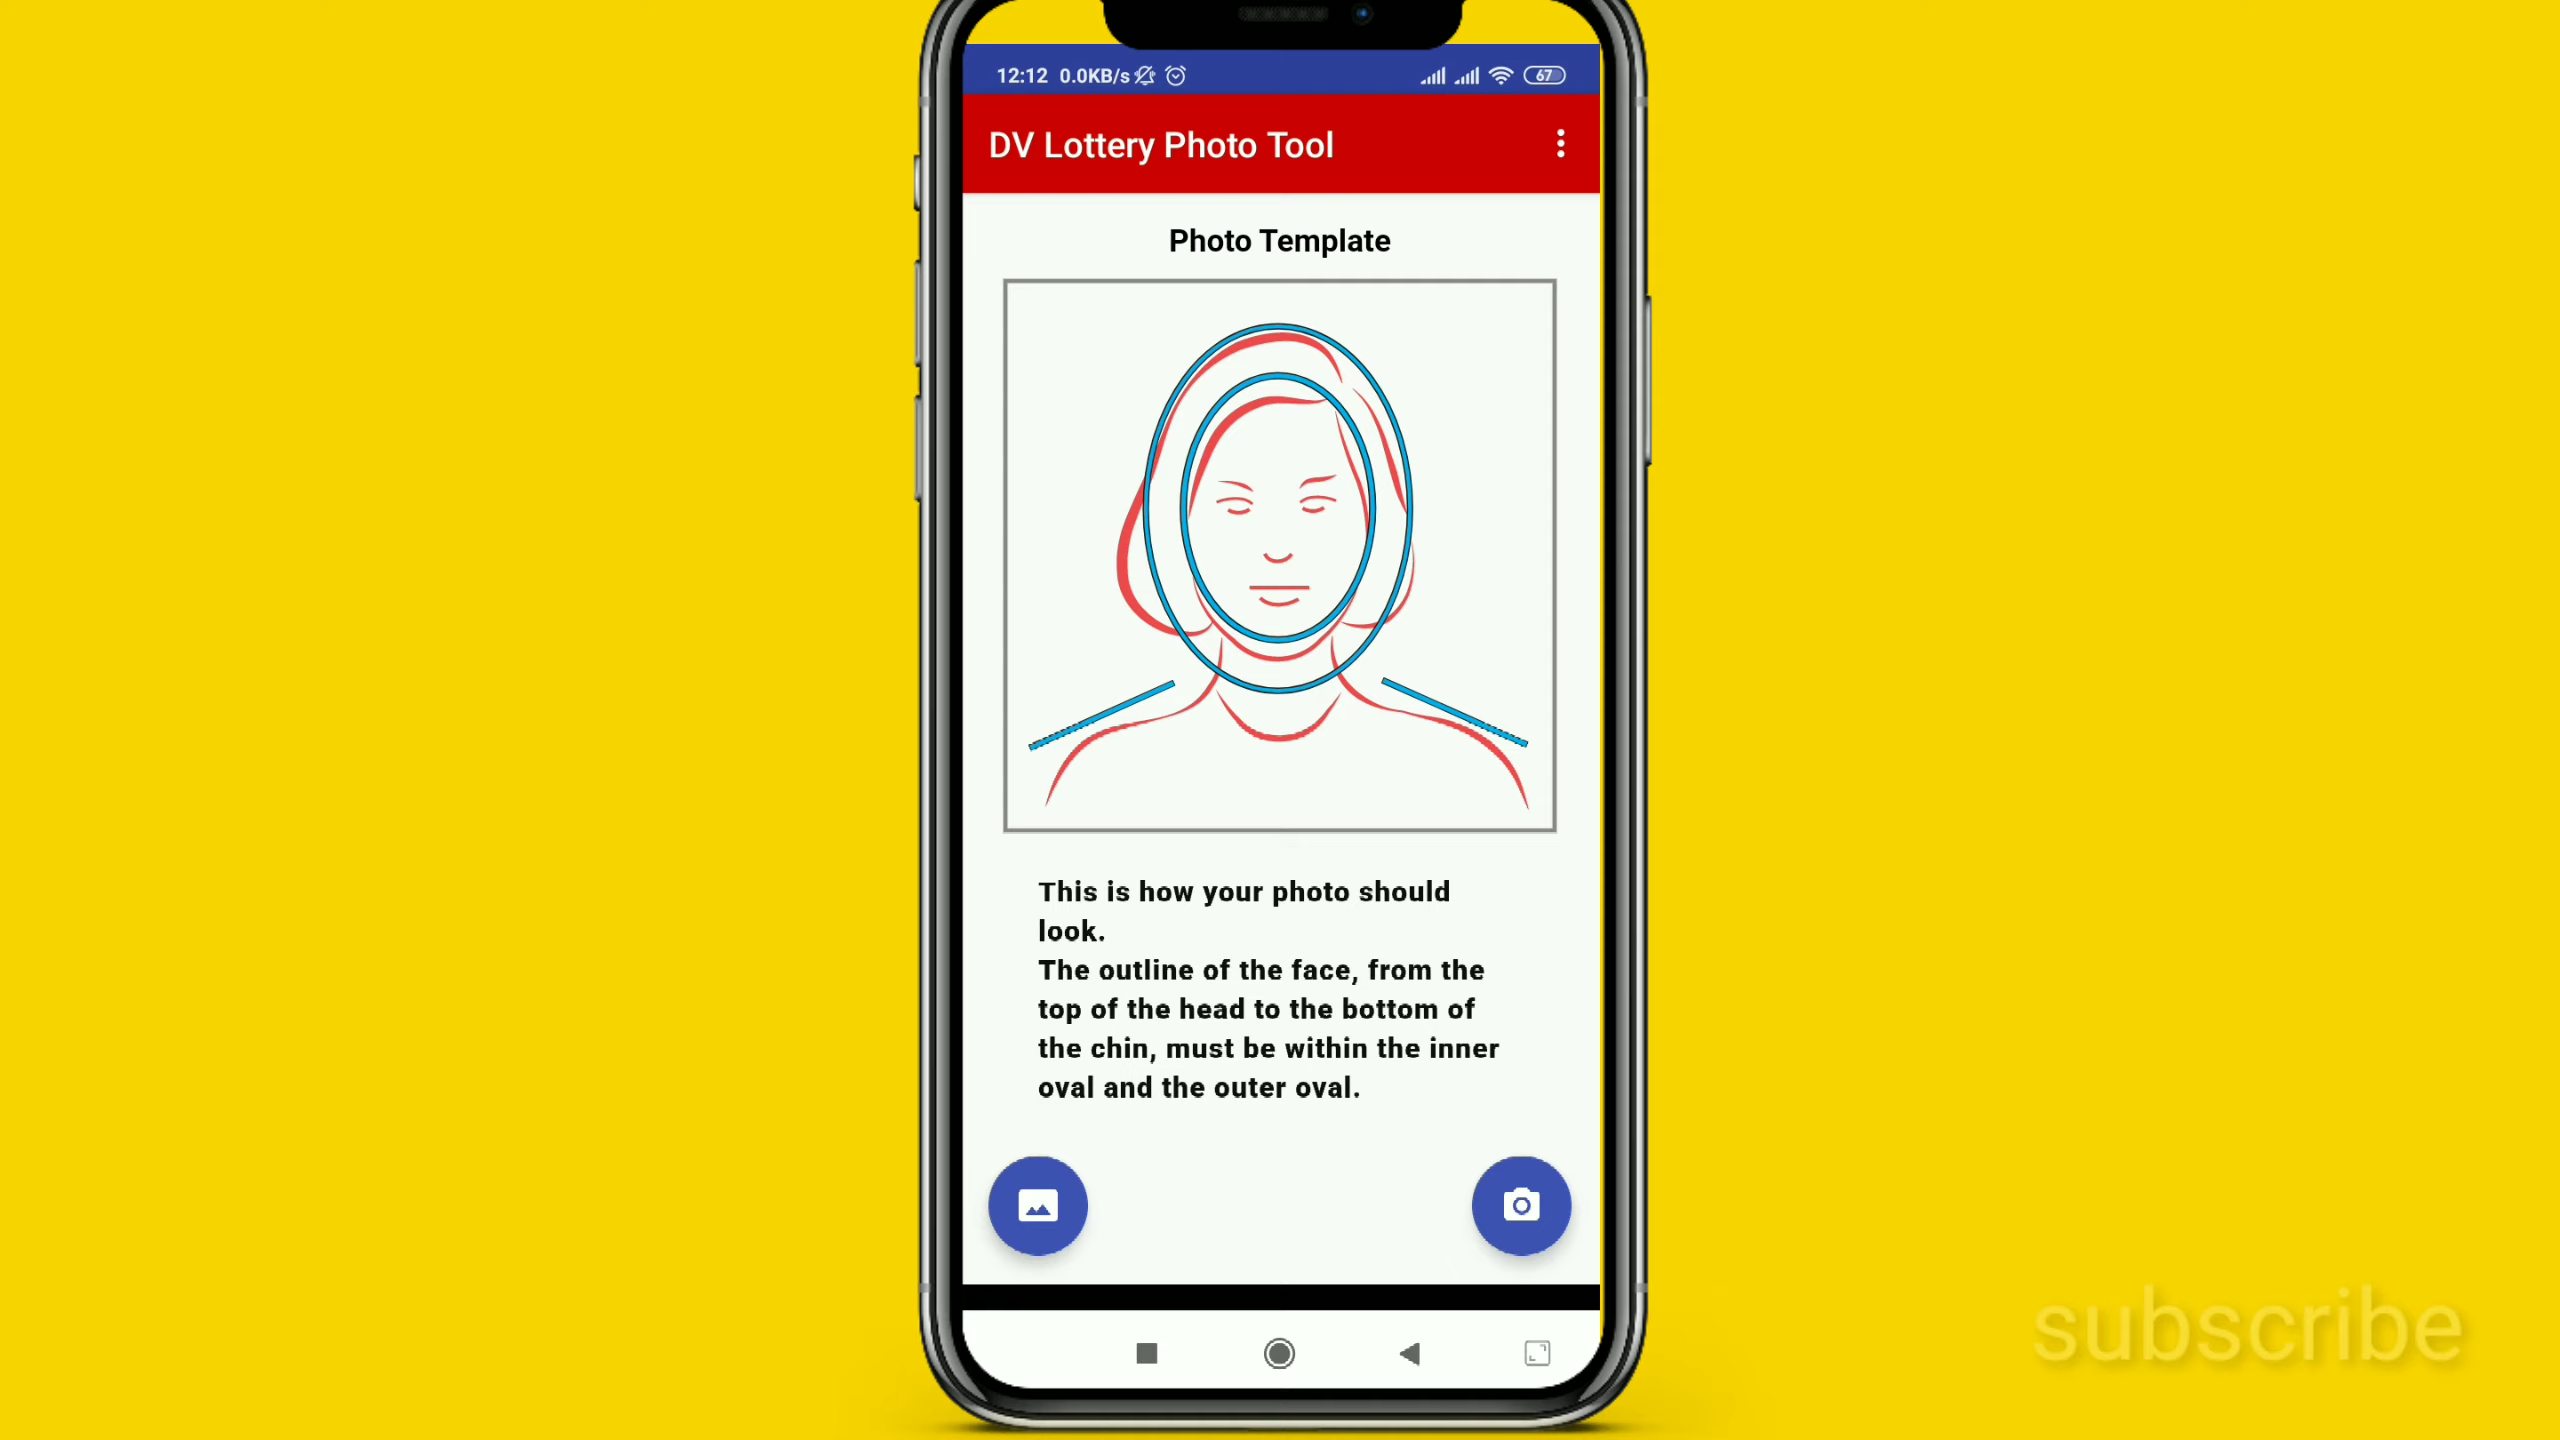 12:12 0.0KB/s 67
DV Lottery Photo Tool
Photo Template
This is how your photo should
look.
The outline of the face, from the
top of the head to the bottom of
the chin, must be within the inner
oval and the outer oval.
subscribe